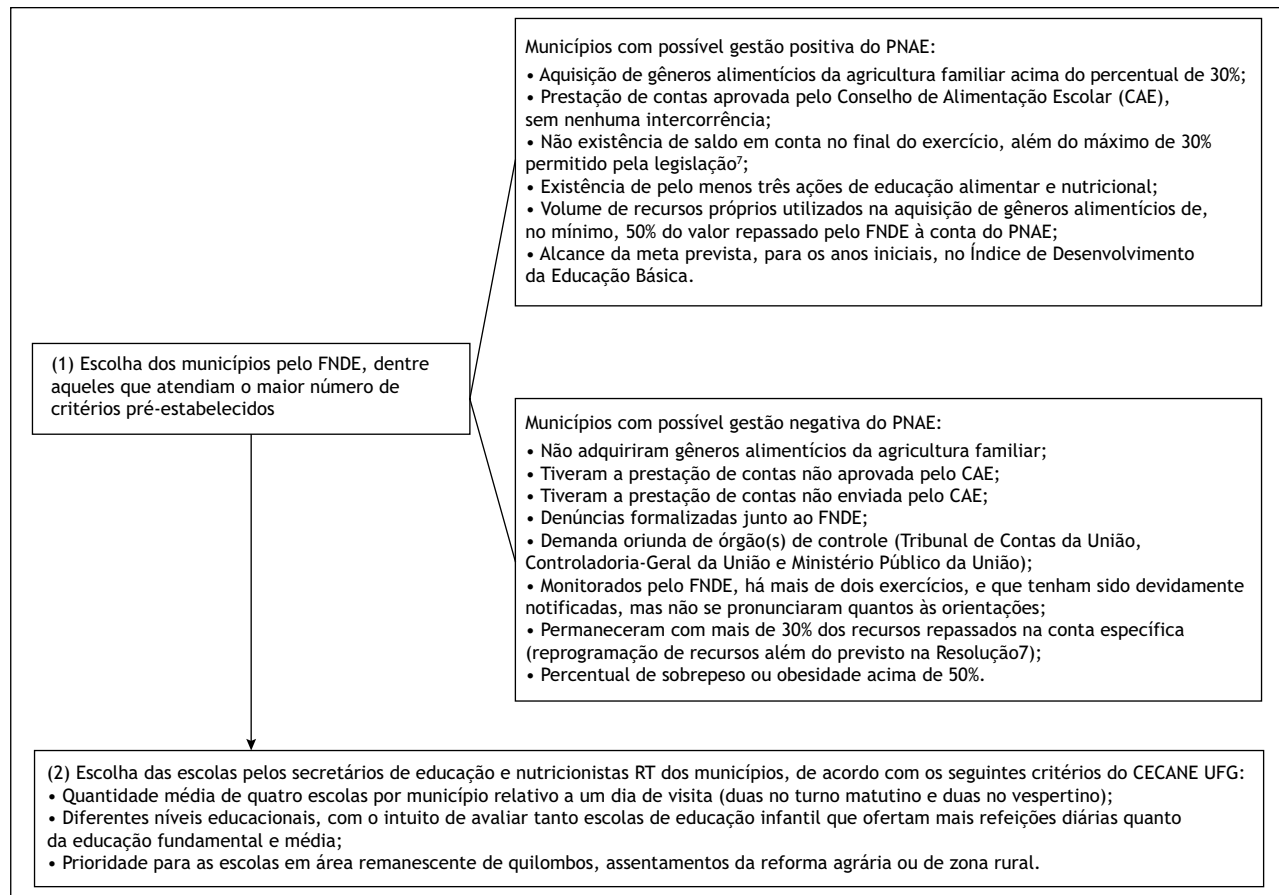 Municípios com possível gestão positiva do PNAE:
• Aquisição de gêneros alimentícios da agricultura familiar acima do percentual de 30%;
• Prestação de contas aprovada pelo Conselho de Alimentação Escolar (CAE),
sem nenhuma intercorrência;
• Não existência de saldo em conta no final do exercício, além do máximo de 30%
permitido pela legislação⁷;
• Existência de pelo menos três ações de educação alimentar e nutricional;
• Volume de recursos próprios utilizados na aquisição de gêneros alimentícios de,
no mínimo, 50% do valor repassado pelo FNDE à conta do PNAE;
• Alcance da meta prevista, para os anos iniciais, no Índice de Desenvolvimento
da Educação Básica.
(1) Escolha dos municípios pelo FNDE, dentre
aqueles que atendiam o maior número de
critérios pré-estabelecidos
Municípios com possível gestão negativa do PNAE:
• Não adquiriram gêneros alimentícios da agricultura familiar;
• Tiveram a prestação de contas não aprovada pelo CAE;
• Tiveram a prestação de contas não enviada pelo CAE;
• Denúncias formalizadas junto ao FNDE;
• Demanda oriunda de órgão(s) de controle (Tribunal de Contas da União,
Controladoria-Geral da União e Ministério Público da União);
• Monitorados pelo FNDE, há mais de dois exercícios, e que tenham sido devidamente
notificadas, mas não se pronunciaram quantos às orientações;
• Permaneceram com mais de 30% dos recursos repassados na conta específica
(reprogramação de recursos além do previsto na Resolução7);
• Percentual de sobrepeso ou obesidade acima de 50%.
(2) Escolha das escolas pelos secretários de educação e nutricionistas RT dos municípios, de acordo com os seguintes critérios do CECANE UFG:
• Quantidade média de quatro escolas por município relativo a um dia de visita (duas no turno matutino e duas no vespertino);
• Diferentes níveis educacionais, com o intuito de avaliar tanto escolas de educação infantil que ofertam mais refeições diárias quanto
da educação fundamental e média;
• Prioridade para as escolas em área remanescente de quilombos, assentamentos da reforma agrária ou de zona rural.